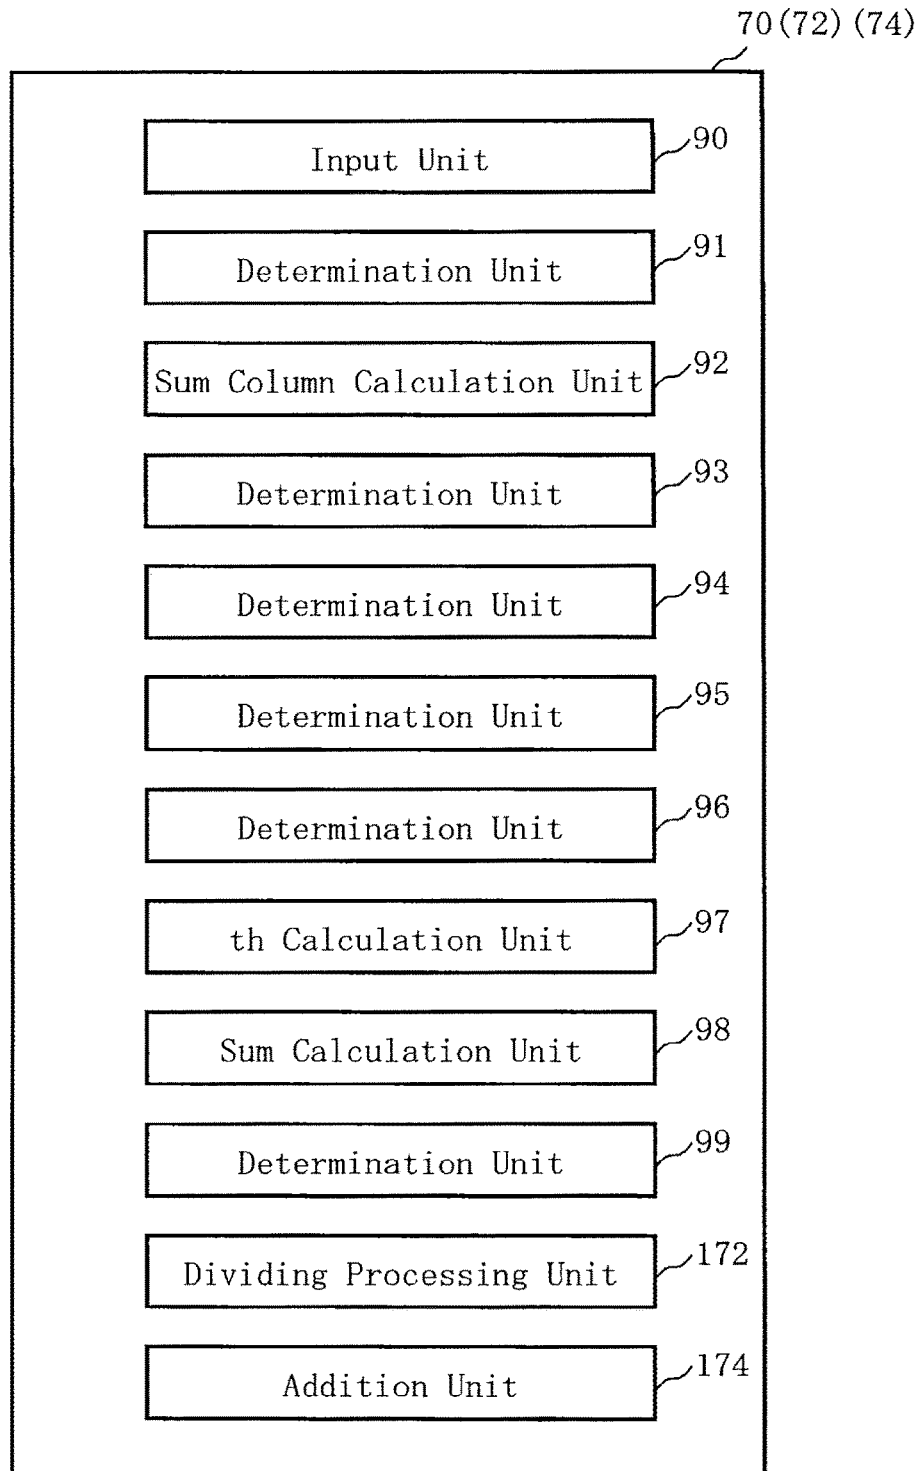 70(72)(74)
Input Unit
90
Determination Unit
91
Sum Column Calculation Unit
92
Determination Unit
93
Determination Unit
94
Determination Unit
95
Determination Unit
96
th Calculation Unit
97
Sum Calculation Unit
98
Determination Unit
99
Dividing Processing Unit
172
Addition Unit
174